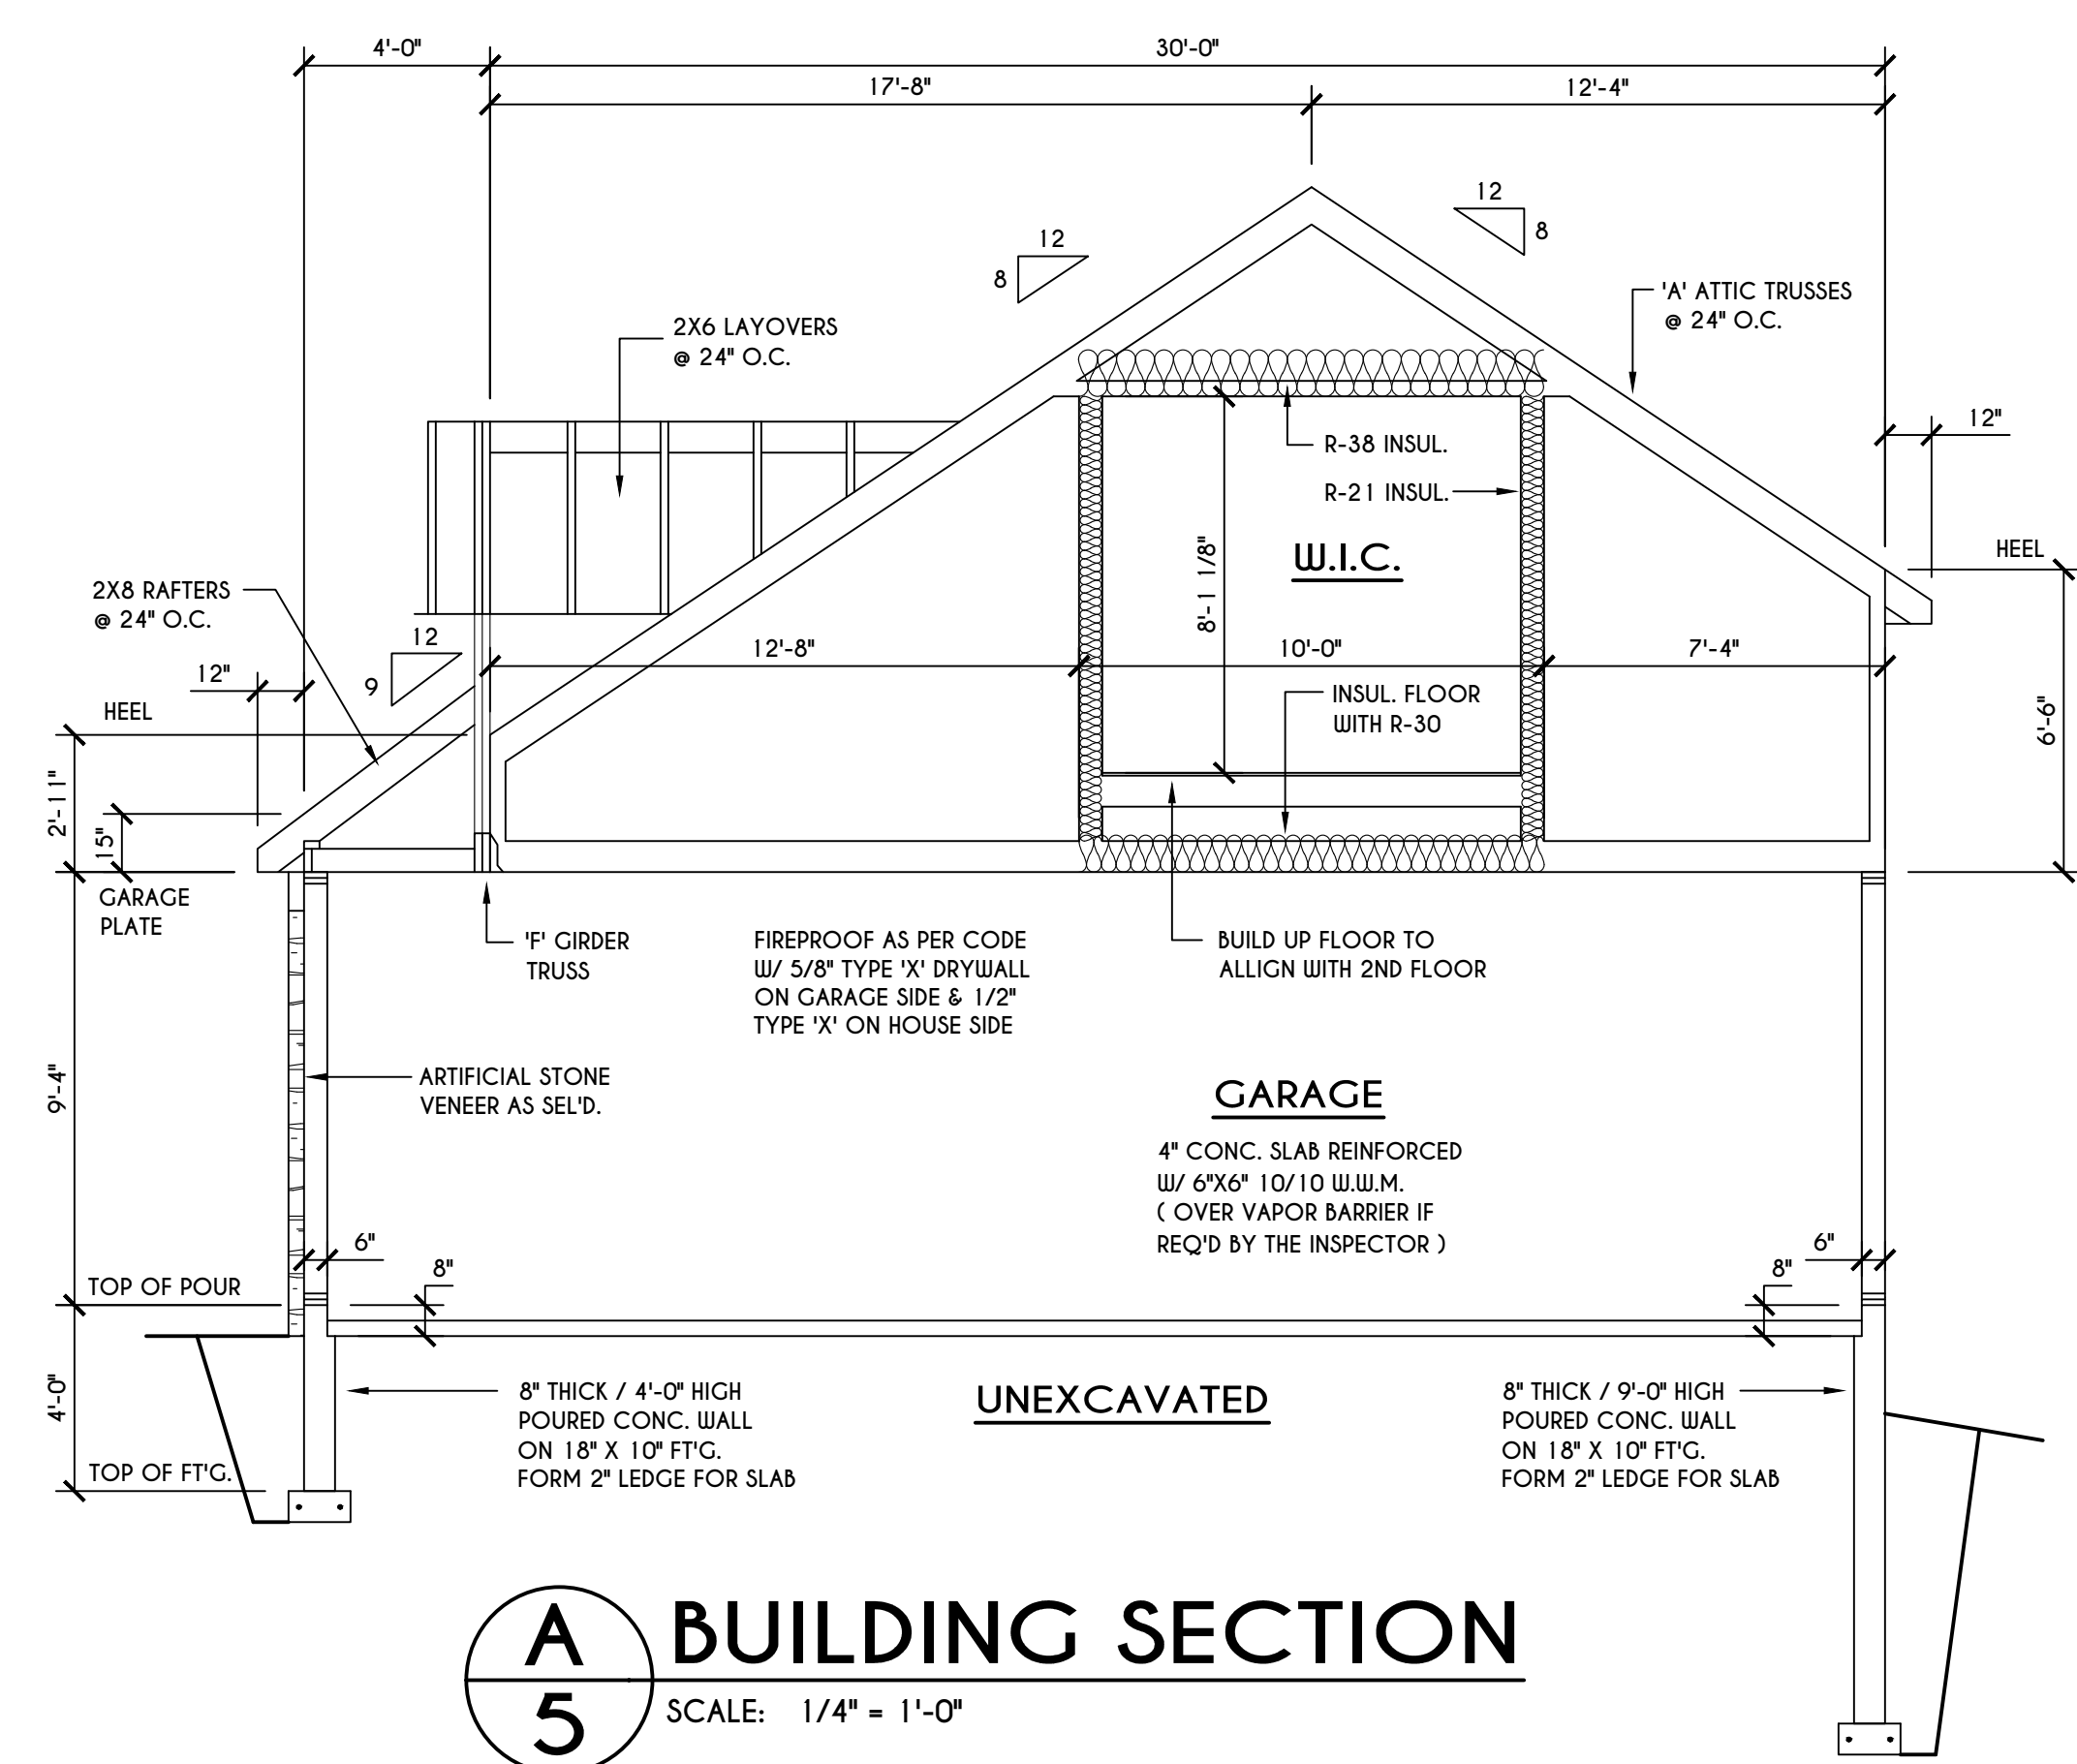 4'-0"
30'-0"
17'-8"
12'-4"
12
8
12
8
'A' ATTIC TRUSSES
@ 24" O.C.
2X6 LAYOVERS
@ 24" O.C.
12"
R-38 INSUL.
R-21 INSUL.
8'-1 1/8"
W.I.C.
HEEL
2X8 RAFTERS
@ 24" O.C.
12
9
12"
12'-8"
10'-0"
7'-4"
INSUL. FLOOR
WITH R-30
6'-6"
HEEL
2'-11"
15"
GARAGE
PLATE
'F' GIRDER
TRUSS
FIREPROOF AS PER CODE
W/ 5/8" TYPE 'X' DRYWALL
ON GARAGE SIDE & 1/2"
TYPE 'X' ON HOUSE SIDE
BUILD UP FLOOR TO
ALLIGN WITH 2ND FLOOR
9'-4"
ARTIFICIAL STONE
VENEER AS SEL'D.
GARAGE
4" CONC. SLAB REINFORCED
W/ 6"X6" 10/10 W.W.M.
( OVER VAPOR BARRIER IF
REQ'D BY THE INSPECTOR )
6"
8"
6"
8"
TOP OF POUR
4'-0"
TOP OF FT'G.
8" THICK / 4'-0" HIGH
POURED CONC. WALL
ON 18" X 10" FT'G.
FORM 2" LEDGE FOR SLAB
UNEXCAVATED
8" THICK / 9'-0" HIGH
POURED CONC. WALL
ON 18" X 10" FT'G.
FORM 2" LEDGE FOR SLAB
A
5
BUILDING SECTION
SCALE: 1/4" = 1'-0"